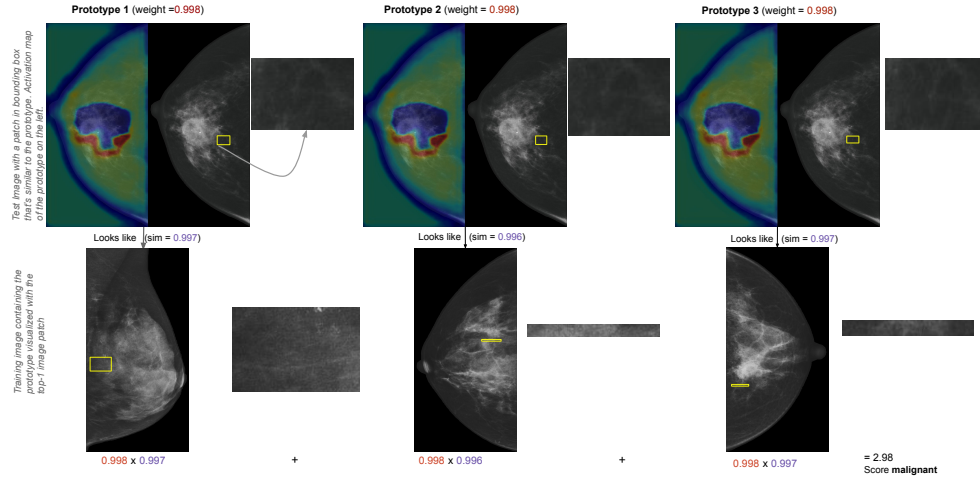 Prototype 1 (weight =0.998)
Prototype 2 (weight = 0.998)
Prototype 3 (weight = 0.998)
Test Image with a patch in bounding box
that's similar to the prototype. Activation map
of the prototype on the left.
Looks like (sim = 0.997)
Looks like (sim = 0.996)
Looks like (sim = 0.997)
Training image containing the
prototype visualized with the
top-1 image patch
0.998 x 0.997
+
0.998 x 0.996
+
0.998 x 0.997
= 2.98
Score malignant